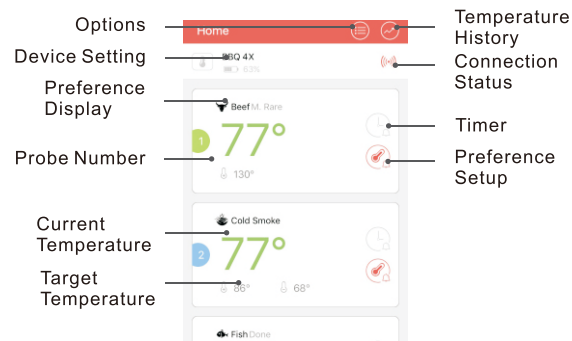 Options
Device Setting
Preference
Display
Probe Number
Current
Temperature
Target
Temperature
Home
BBQ 4X
63%
Beef M. Rare
1
77°
130°
Cold Smoke
2
77°
86° 68°
Fish Done
Temperature
History
Connection
Status
Timer
Preference
Setup